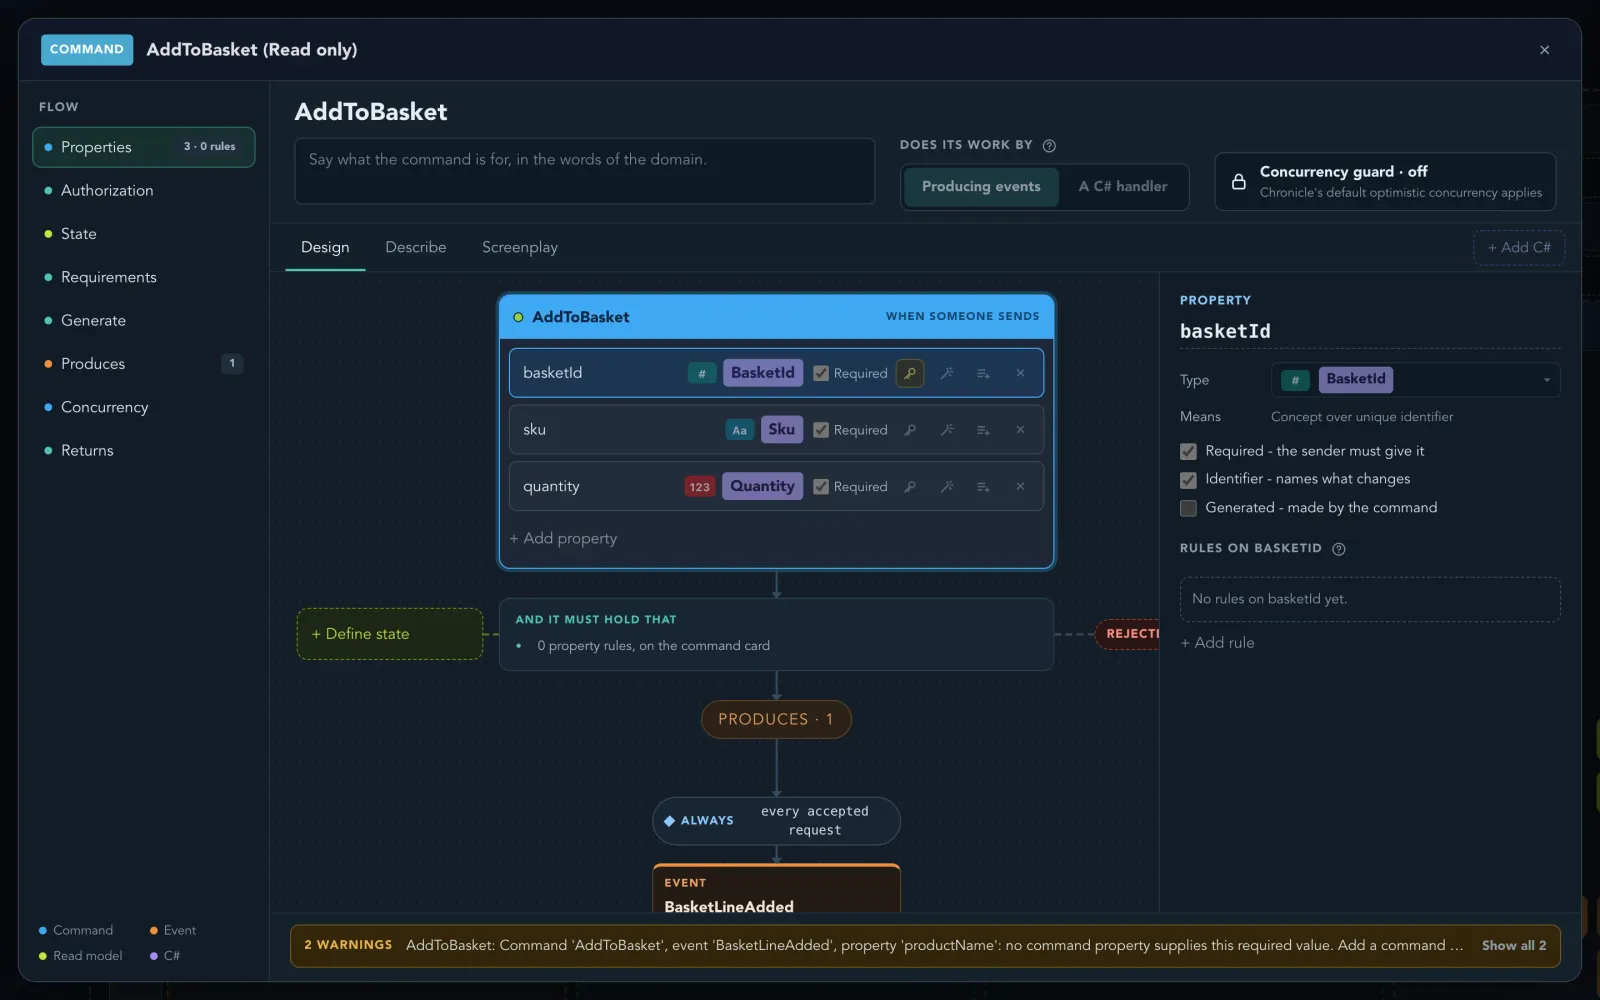 COMMAND AddToBasket (Read only)
FLOW
Properties 3 · 0 rules
Authorization
State
Requirements
Generate
Produces 1
Concurrency
Returns
Command Event
Read model C#
AddToBasket
Say what the command is for, in the words of the domain.
DOES ITS WORK BY ?
Producing events A C# handler
Concurrency guard · off
Chronicle's default optimistic concurrency applies
Design Describe Screenplay + Add C#
AddToBasket WHEN SOMEONE SENDS
basketId # BasketId Required
sku Aa Sku Required
quantity 123 Quantity Required
+ Add property
+ Define state
AND IT MUST HOLD THAT
• 0 property rules, on the command card
REJECTI
PRODUCES · 1
ALWAYS every accepted
request
EVENT
BasketLineAdded
PROPERTY
basketId
Type # BasketId
Means Concept over unique identifier
Required - the sender must give it
Identifier - names what changes
Generated - made by the command
RULES ON BASKETID ?
No rules on basketId yet.
+ Add rule
2 WARNINGS AddToBasket: Command 'AddToBasket', event 'BasketLineAdded', property 'productName': no command property supplies this required value. Add a command ... Show all 2